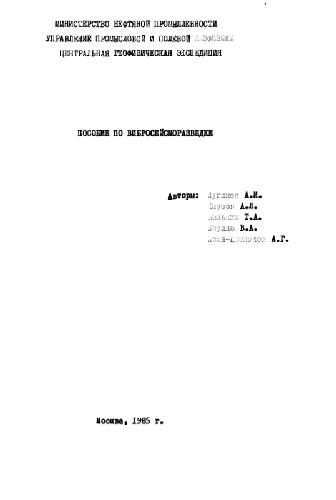 МИНИСТЕРСТВО НЕФТЯНОЙ ПРОМЫШЛЕННОСТИ
УПРАВЛЕНИЕ ПРОМЫСЛОВОЙ И ПОЛЕВОЙ
ЦЕНТРАЛЬНАЯ ГЕОФИЗИЧЕСКАЯ ЭКСПЕДИЦИЯ
ПОСОБИЕ ПО ВИБРОСЕЙСМОРАЗВЕДКЕ
Авторы: А.И.
А.Л.
Т.А.
В.А.
А.Г.
Москва, 1985 г.